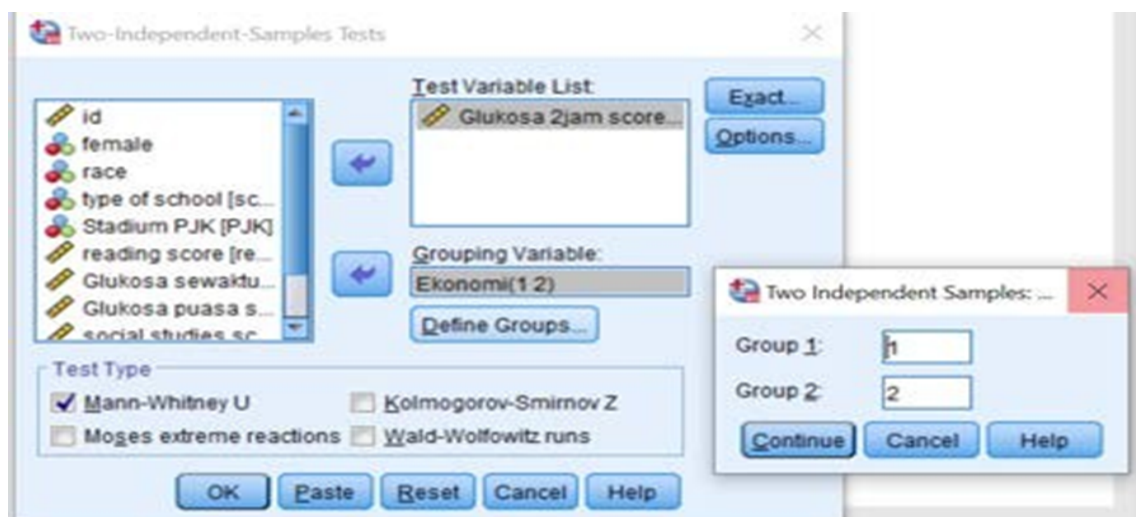 Two-Independent-Samples Tests
id
female
race
type of school [sc...
Stadium PJK [PJK]
reading score [re...
Glukosa sewaktu...
Glukosa puasa s...
social studies sc...
Test Variable List:
Glukosa 2jam score...
Exact...
Options...
Grouping Variable:
Ekonomi(1 2)
Define Groups...
Test Type
Mann-Whitney U
Kolmogorov-Smirnov Z
Moses extreme reactions
Wald-Wolfowitz runs
OK
Paste
Reset
Cancel
Help
Two Independent Samples: ...
Group 1:
1
Group 2:
2
Continue
Cancel
Help